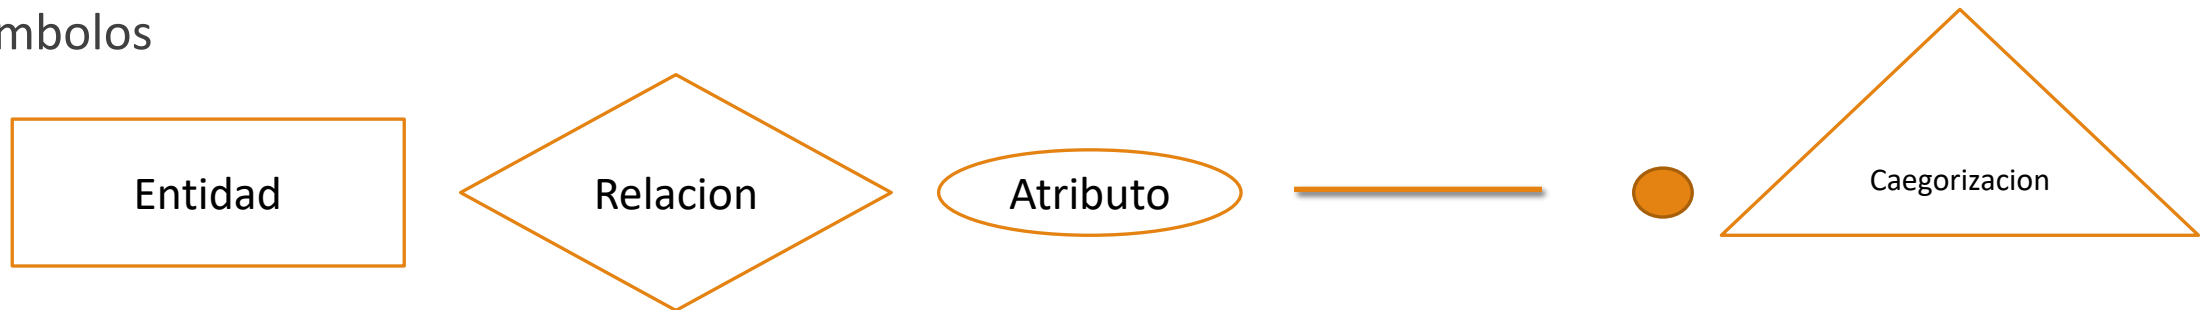 mbolos
Entidad
Relacion
Atributo
Caegorizacion